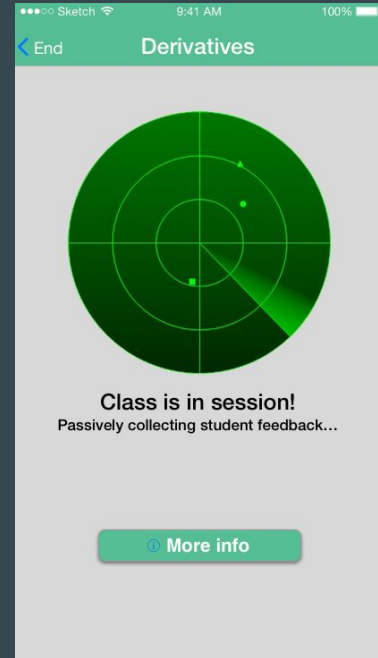 Sketch 9:41 AM 100%
End Derivatives
Class is in session!
Passively collecting student feedback...
More info